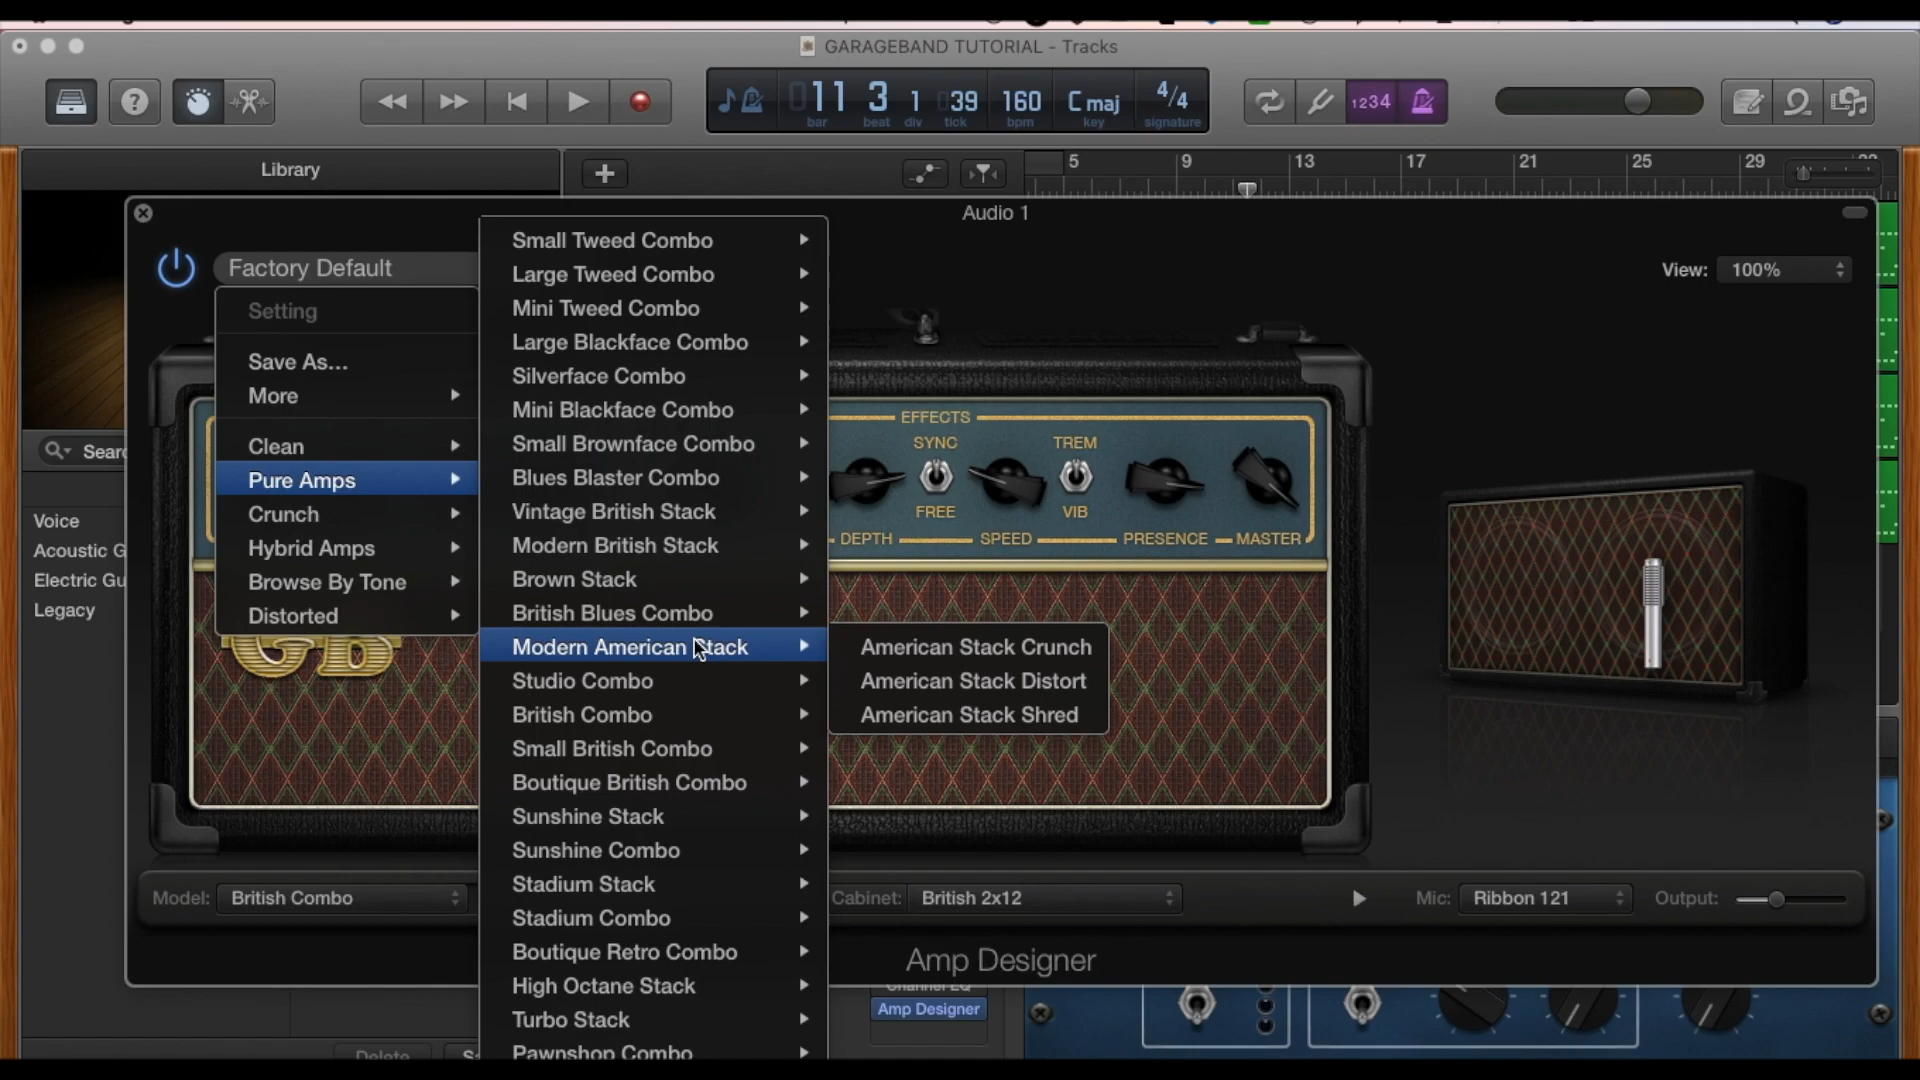 GARAGEBAND TUTORIAL - Tracks
11 3 1 39 160 C maj 4/4
bar beat div tick bpm key signature
1234
Library
5 9 13 17 21 25 29
Audio 1
Factory Default
View: 100%
Setting
Save As...
More
Clean
Pure Amps
Crunch
Hybrid Amps
Browse By Tone
Distorted
Small Tweed Combo
Large Tweed Combo
Mini Tweed Combo
Large Blackface Combo
Silverface Combo
Mini Blackface Combo
Small Brownface Combo
Blues Blaster Combo
Vintage British Stack
Modern British Stack
Brown Stack
British Blues Combo
Modern American Stack
Studio Combo
British Combo
Small British Combo
Boutique British Combo
Sunshine Stack
Sunshine Combo
Stadium Stack
Stadium Combo
Boutique Retro Combo
High Octane Stack
Turbo Stack
Pawnshop Combo
American Stack Crunch
American Stack Distort
American Stack Shred
EFFECTS
SYNC TREM
FREE VIB
DEPTH SPEED PRESENCE MASTER
Sear
Voice
Acoustic G
Electric Gu
Legacy
GB
Model: British Combo
Cabinet: British 2x12
Mic: Ribbon 121
Output:
Amp Designer
Channel EQ
Amp Designer
Delete